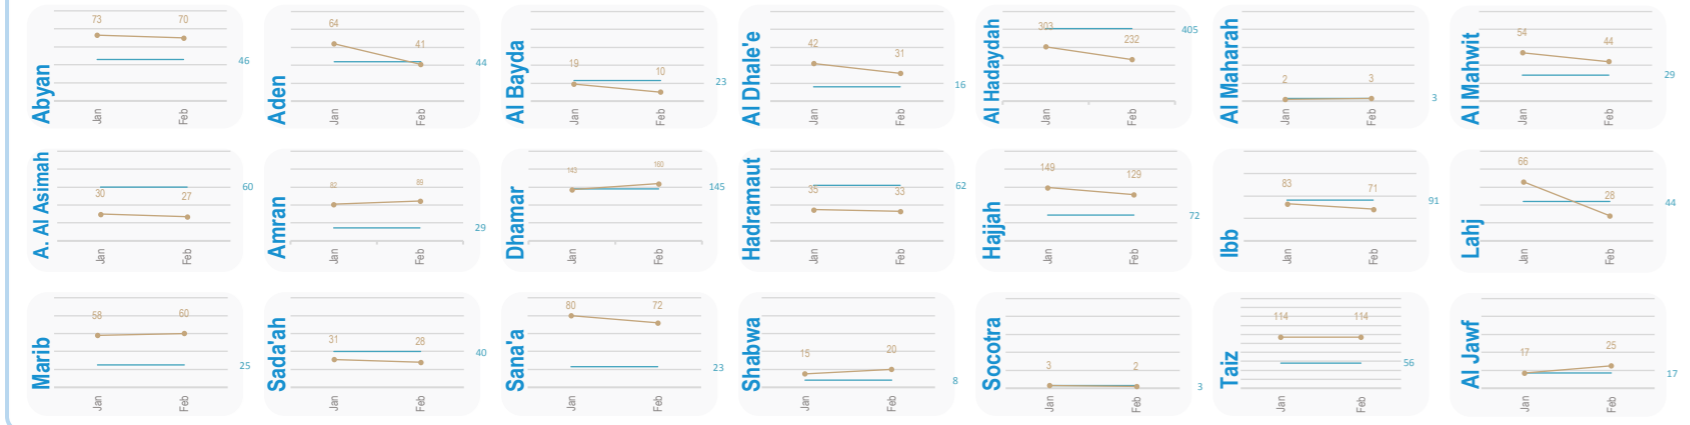 Abyan
73 70
46
Jan Feb
Aden
64
41
44
Jan Feb
Al Bayda
19
10
23
Jan Feb
Al Dhale'e
42
31
16
Jan Feb
Al Hadaydah
303
232
405
Jan Feb
Al Maharah
2 3
3
Jan Feb
Al Mahwit
54
44
29
Jan Feb
A. Al Asimah
30 27
60
Jan Feb
Amran
82 89
29
Jan Feb
Dhamar
143 160
145
Jan Feb
Hadramaut
35 33
62
Jan Feb
Hajjah
149
129
72
Jan Feb
Ibb
83
71
91
Jan Feb
Lahj
66
28
44
Jan Feb
Marib
58 60
25
Jan Feb
Sada'ah
31 28
40
Jan Feb
Sana'a
80 72
23
Jan Feb
Shabwa
15 20
8
Jan Feb
Socotra
3 2
3
Jan Feb
Taiz
114 114
56
Jan Feb
Al Jawf
17
25
17
Jan Feb